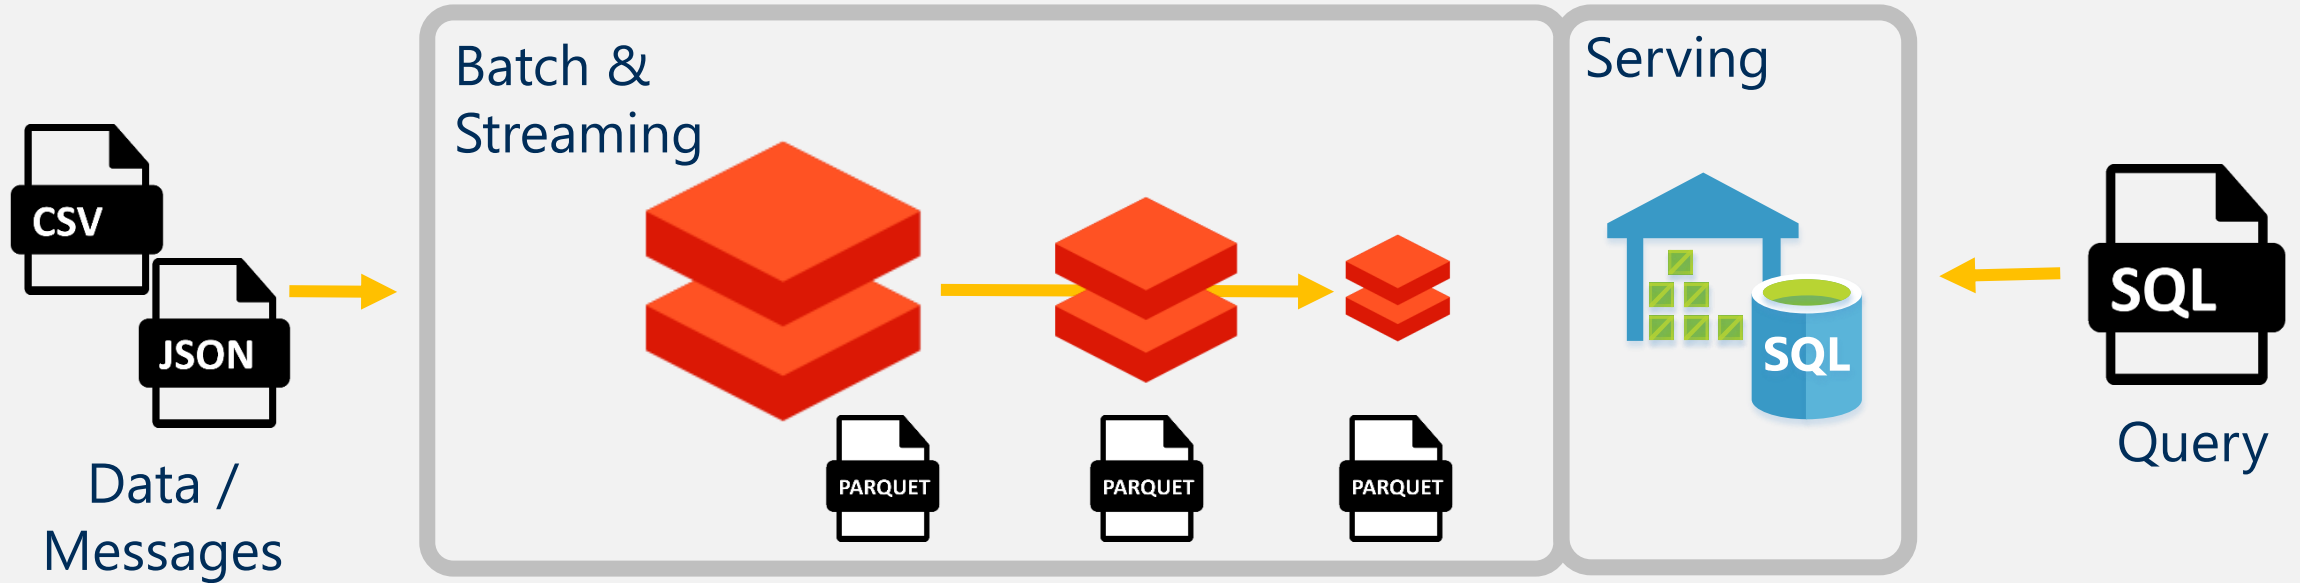 CSV
JSON
Data /
Messages
Batch &
Streaming
PARQUET
PARQUET
PARQUET
Serving
SQL
SQL
Query